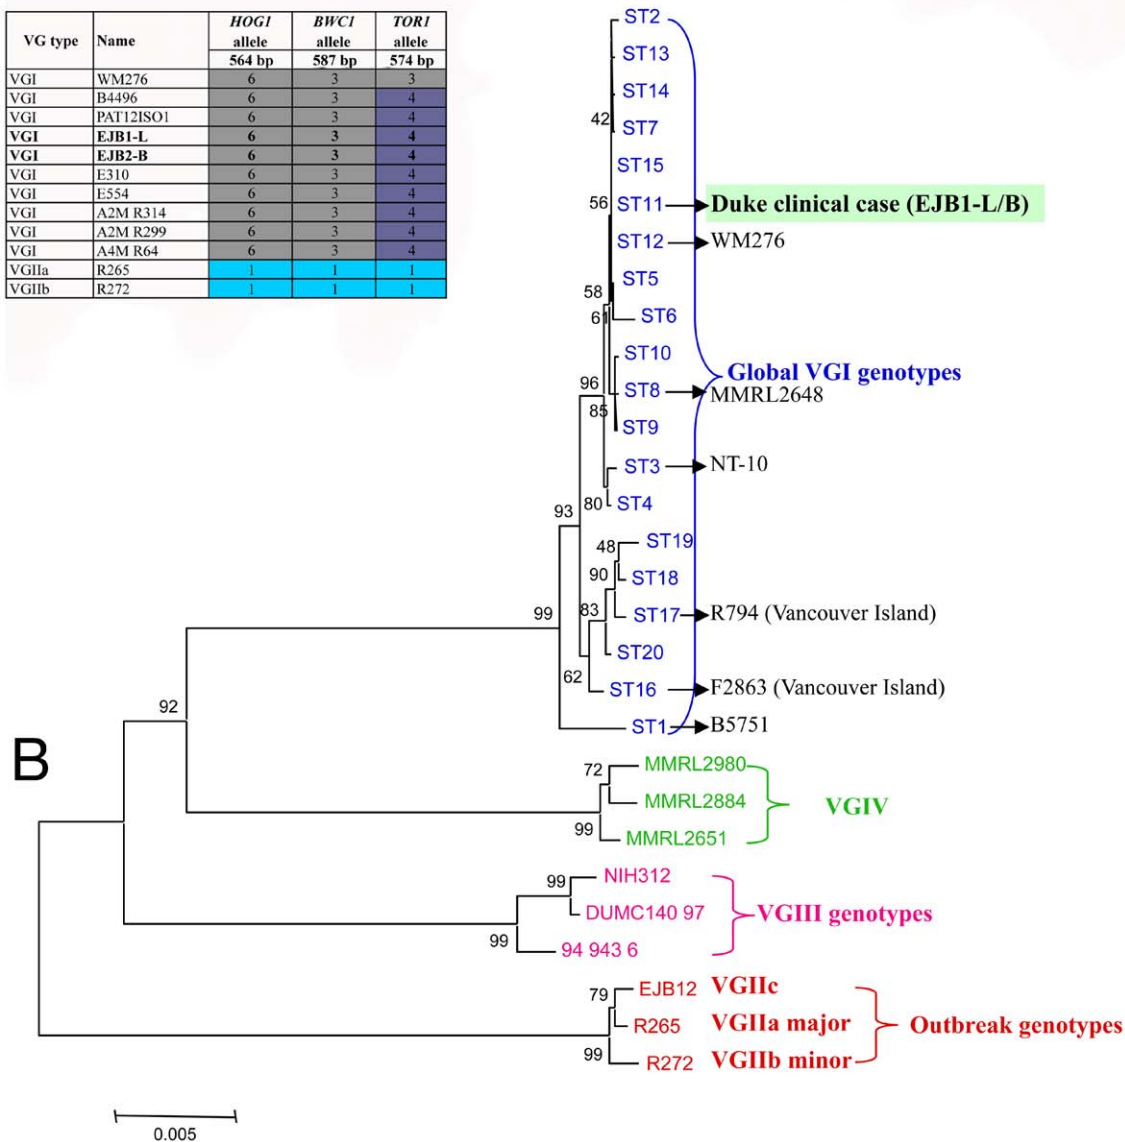 VG type Name HOG1 allele 564 bp BWC1 allele 587 bp TOR1 allele 574 bp
VGI WM276 6 3 3
VGI B4496 6 3 4
VGI PAT12ISO1 6 3 4
VGI EJB1-L 6 3 4
VGI EJB2-B 6 3 4
VGI E310 6 3 4
VGI E554 6 3 4
VGI A2M R314 6 3 4
VGI A2M R299 6 3 4
VGI A4M R64 6 3 4
VGIIa R265 1 1 1
VGIIb R272 1 1 1
ST2
ST13
ST14
42 ST7
ST15
56 ST11 Duke clinical case (EJB1-L/B)
ST12 WM276
ST5
58
61 ST6
ST10
Global VGI genotypes
96 ST8 MMRL2648
85
ST9
ST3 NT-10
80 ST4
93
48 ST19
90 ST18
99 83 ST17 R794 (Vancouver Island)
ST20
62 ST16 F2863 (Vancouver Island)
92 ST1 B5751
B
72 MMRL2980
MMRL2884 VGIV
99 MMRL2651
99 NIH312
DUMC140 97 VGIII genotypes
99 94 943 6
79 EJB12 VGIIc
R265 VGIIa major Outbreak genotypes
99 R272 VGIIb minor
0.005